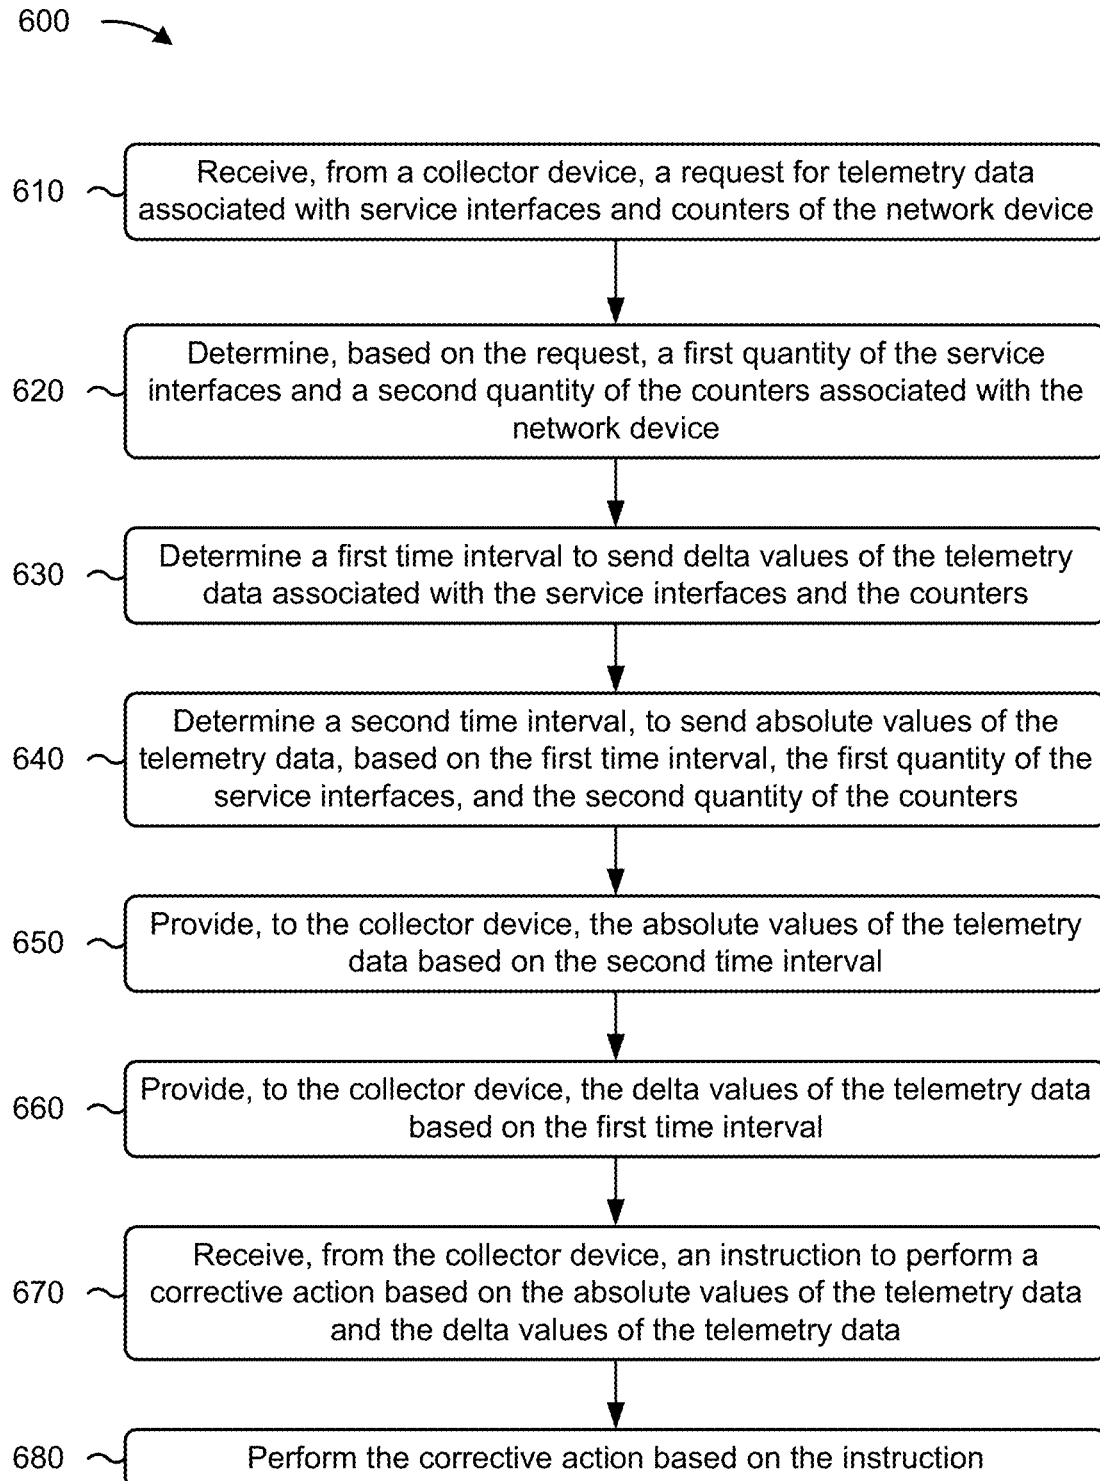 600
610
Receive, from a collector device, a request for telemetry data
associated with service interfaces and counters of the network device
620
Determine, based on the request, a first quantity of the service
interfaces and a second quantity of the counters associated with the
network device
630
Determine a first time interval to send delta values of the telemetry
data associated with the service interfaces and the counters
640
Determine a second time interval, to send absolute values of the
telemetry data, based on the first time interval, the first quantity of the
service interfaces, and the second quantity of the counters
650
Provide, to the collector device, the absolute values of the telemetry
data based on the second time interval
660
Provide, to the collector device, the delta values of the telemetry data
based on the first time interval
670
Receive, from the collector device, an instruction to perform a
corrective action based on the absolute values of the telemetry data
and the delta values of the telemetry data
680
Perform the corrective action based on the instruction